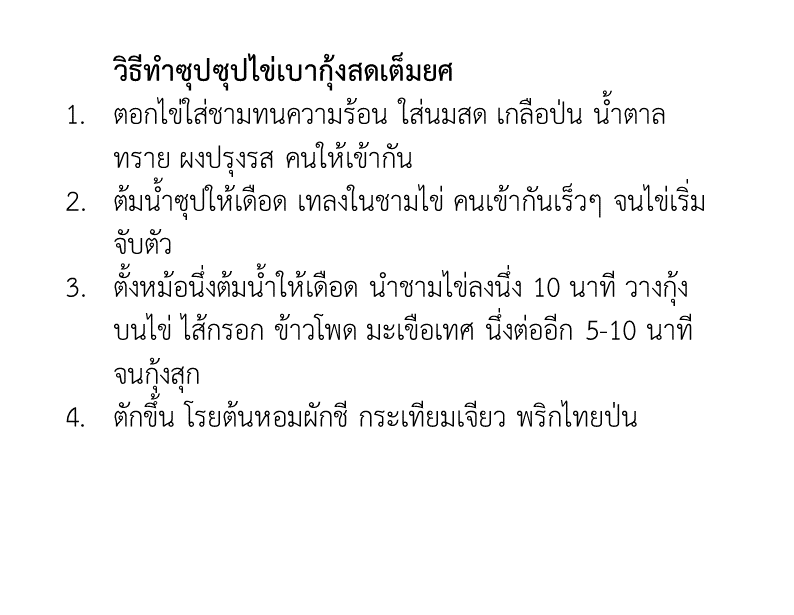 วิธีทำซุปซุปไข่เบากุ้งสดเต็มยศ
1. ตอกไข่ใส่ชามทนความร้อน ใส่นมสด เกลือป่น น้ำตาล
ทราย ผงปรุงรส คนให้เข้ากัน
2. ต้มน้ำซุปให้เดือด เทลงในชามไข่ คนเข้ากันเร็วๆ จนไข่เริ่ม
จับตัว
3. ตั้งหม้อนึ่งต้มน้ำให้เดือด นำชามไข่ลงนึ่ง 10 นาที วางกุ้ง
บนไข่ ไส้กรอก ข้าวโพด มะเขือเทศ นึ่งต่ออีก 5-10 นาที
จนกุ้งสุก
4. ตักขึ้น โรยต้นหอมผักชี กระเทียมเจียว พริกไทยป่น